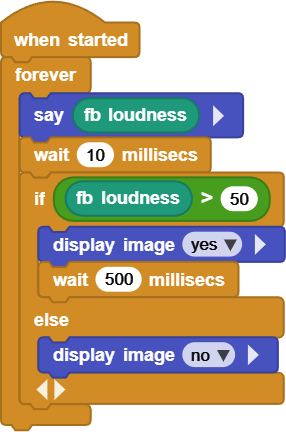 when started
forever
say fb loudness
wait 10 millisecs
if fb loudness > 50
display image yes
wait 500 millisecs
else
display image no